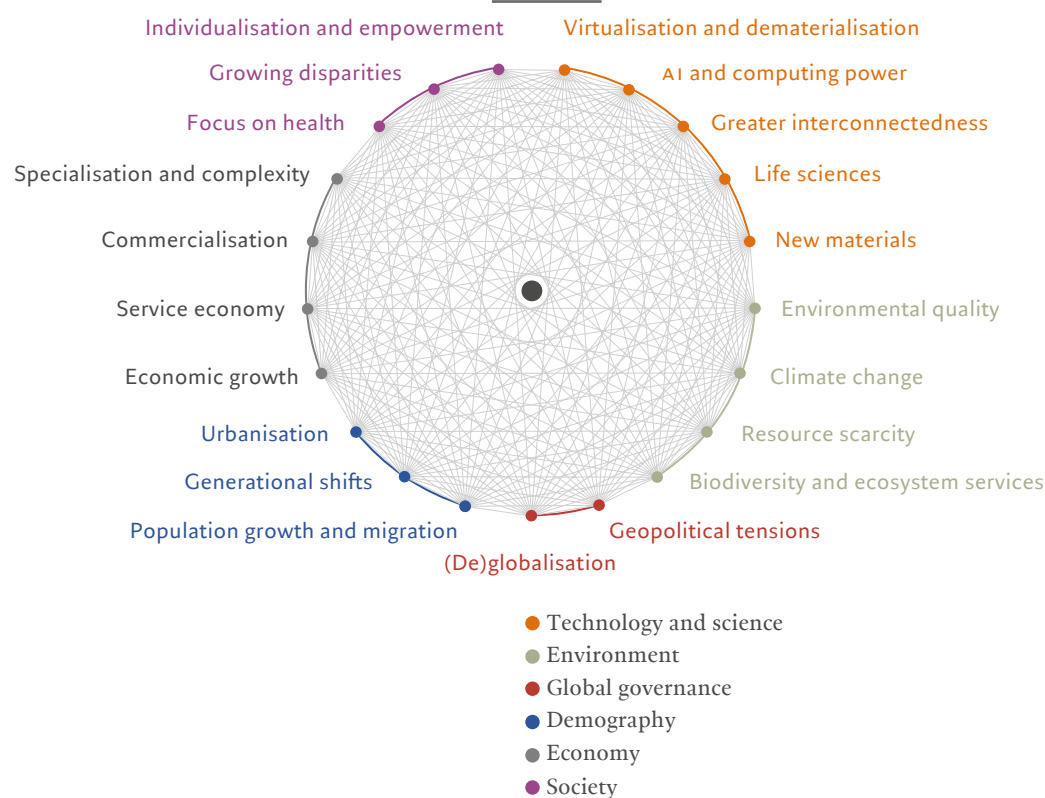 Individualisation and empowerment
Virtualisation and dematerialisation
Growing disparities
AI and computing power
Focus on health
Greater interconnectedness
Specialisation and complexity
Life sciences
Commercialisation
New materials
Service economy
Environmental quality
Economic growth
Climate change
Urbanisation
Resource scarcity
Generational shifts
Biodiversity and ecosystem services
Population growth and migration
Geopolitical tensions
(De)globalisation
Technology and science
Environment
Global governance
Demography
Economy
Society